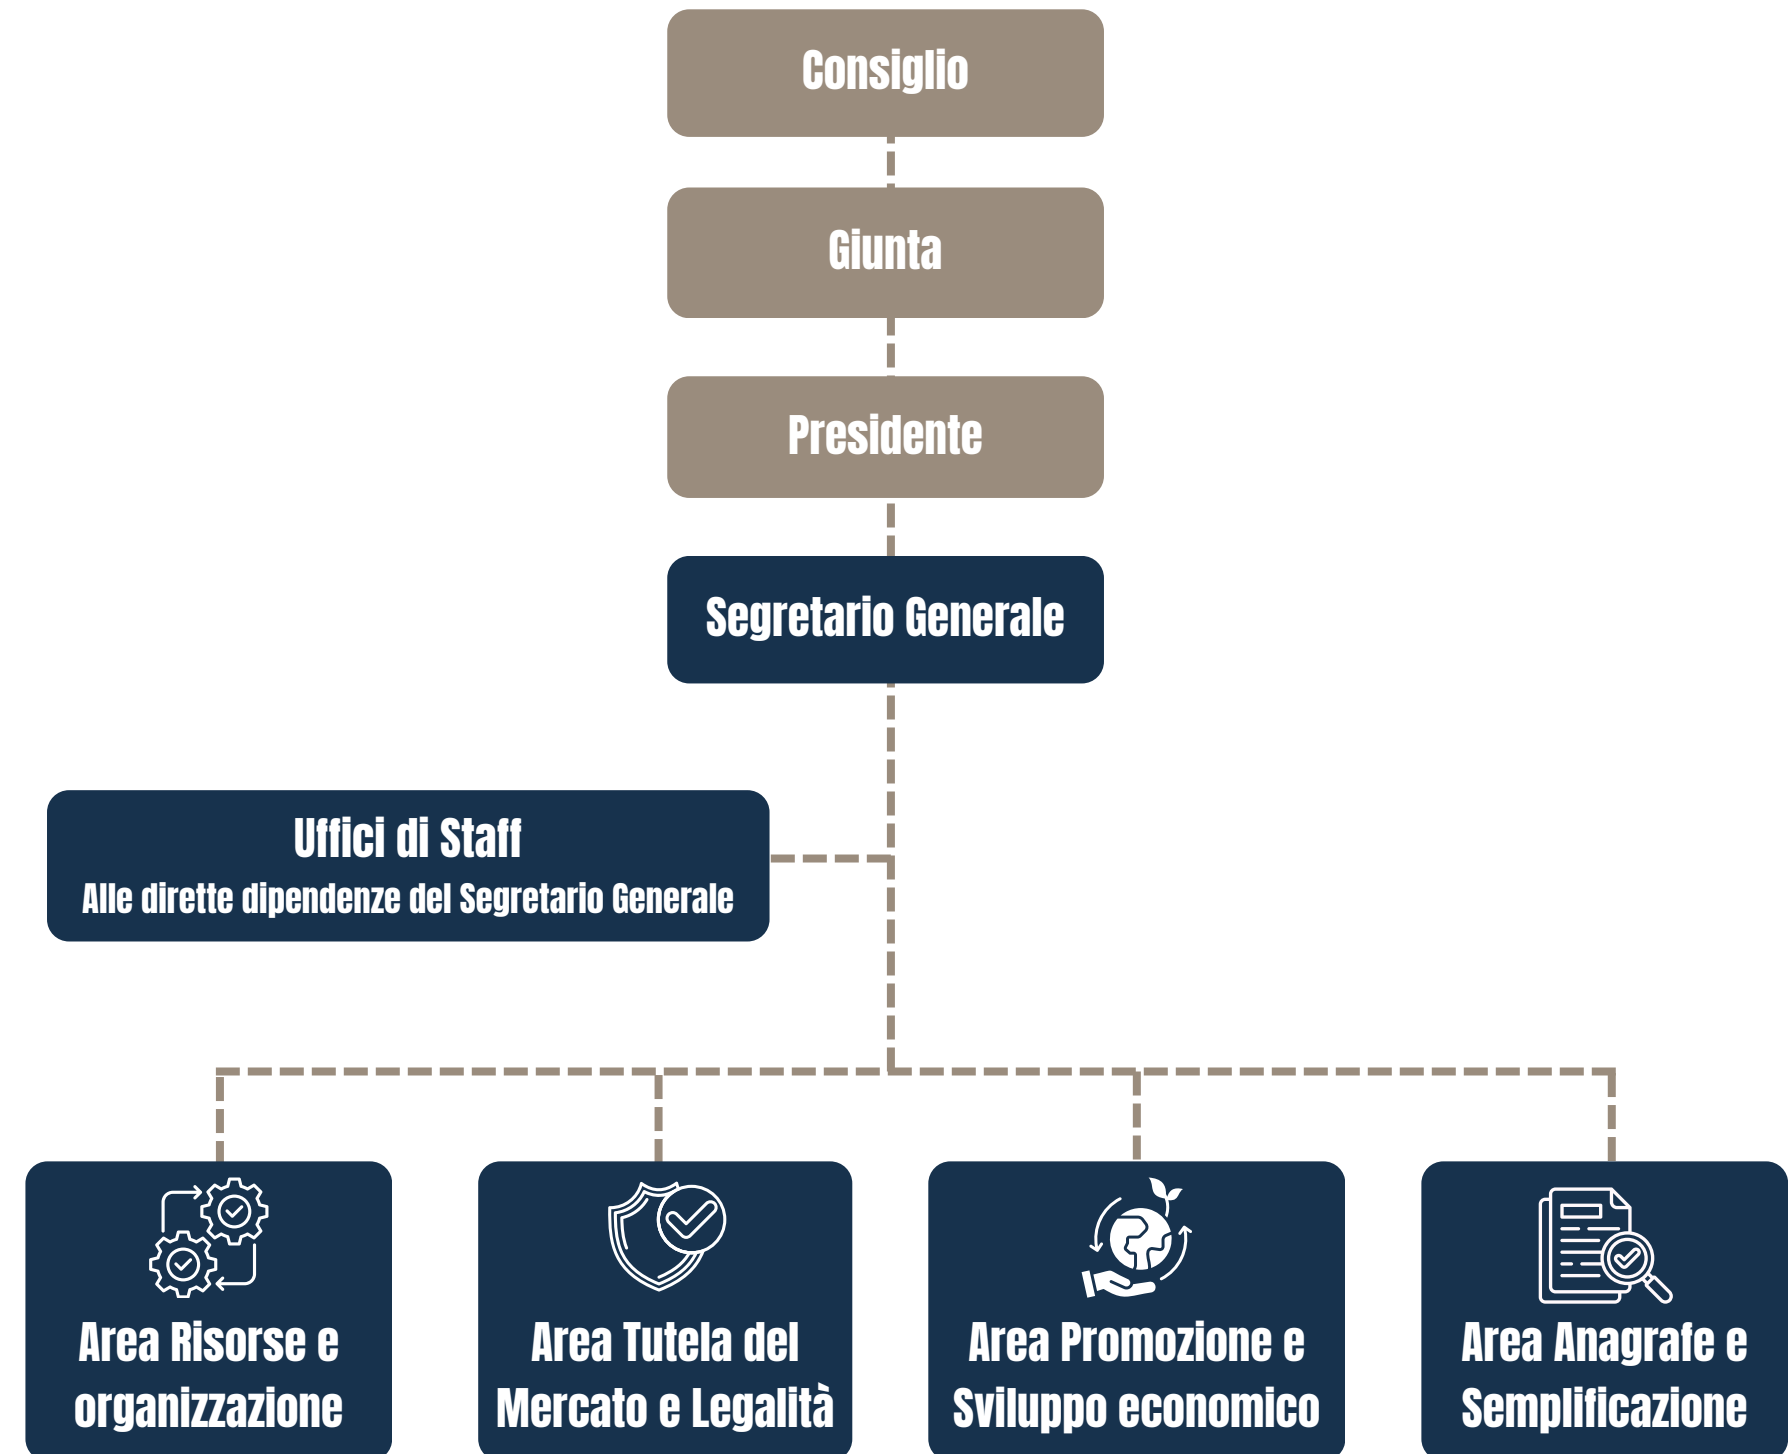 Consiglio
Giunta
Presidente
Segretario Generale
Uffici di Staff
Alle dirette dipendenze del Segretario Generale
Area Risorse e
organizzazione
Area Tutela del
Mercato e Legalità
Area Promozione e
Sviluppo economico
Area Anagrafe e
Semplificazione